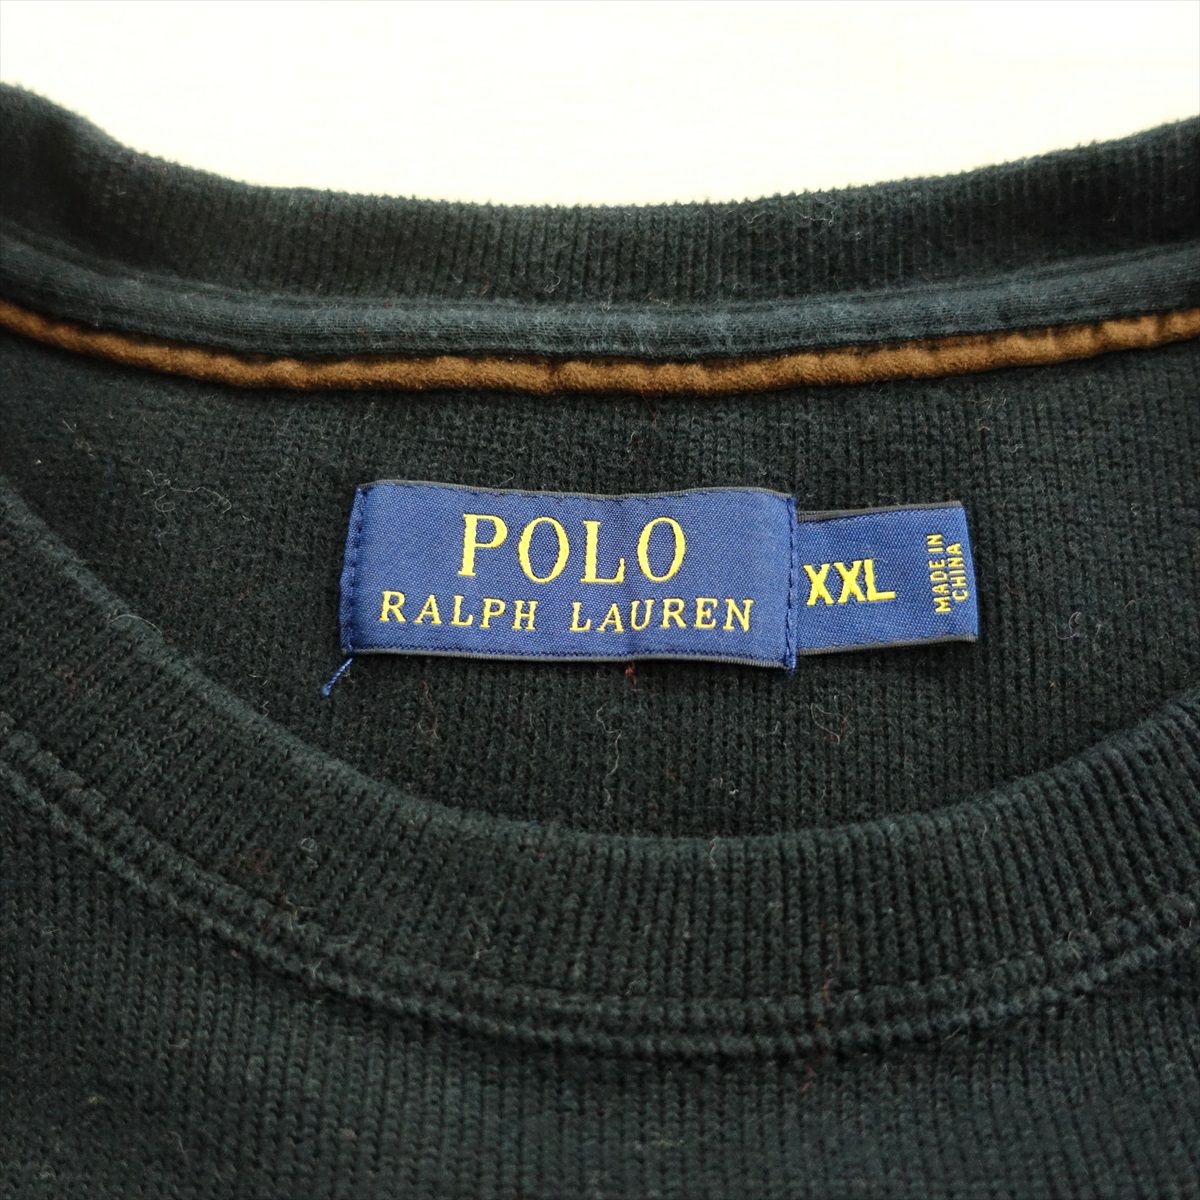 POLO
RALPH LAUREN
XXL
MADE IN
CHINA